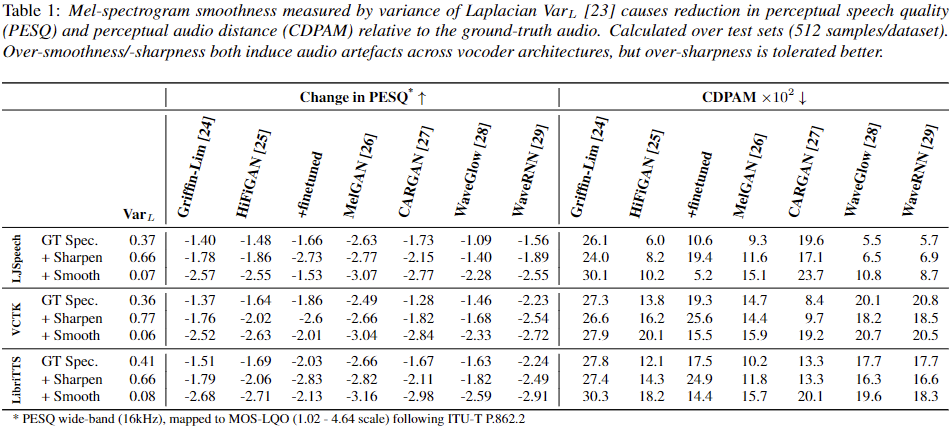 Table 1: Mel-spectrogram smoothness measured by variance of Laplacian Var_L [23] causes reduction in perceptual speech quality
(PESQ) and perceptual audio distance (CDPAM) relative to the ground-truth audio. Calculated over test sets (512 samples/dataset).
Over-smoothness/-sharpness both induce audio artefacts across vocoder architectures, but over-sharpness is tolerated better.
Change in PESQ* ↑ CDPAM ×10² ↓
Var_L Griffin-Lim [24] HiFiGAN [25] +finetuned MelGAN [26] CARGAN [27] WaveGlow [28] WaveRNN [29] Griffin-Lim [24] HiFiGAN [25] +finetuned MelGAN [26] CARGAN [27] WaveGlow [28] WaveRNN [29]
LJSpeech
GT Spec. 0.37 -1.40 -1.48 -1.66 -2.63 -1.73 -1.09 -1.56 26.1 6.0 10.6 9.3 19.6 5.5 5.7
+ Sharpen 0.66 -1.78 -1.86 -2.73 -2.77 -2.15 -1.40 -1.89 24.0 8.2 19.4 11.6 17.1 6.5 6.9
+ Smooth 0.07 -2.57 -2.55 -1.53 -3.07 -2.77 -2.28 -2.55 30.1 10.2 5.2 15.1 23.7 10.8 8.7
VCTK
GT Spec. 0.36 -1.37 -1.64 -1.86 -2.49 -1.28 -1.46 -2.23 27.3 13.8 19.3 14.7 8.4 20.1 20.8
+ Sharpen 0.77 -1.76 -2.02 -2.6 -2.66 -1.82 -1.68 -2.54 26.6 16.2 25.6 14.4 9.7 18.2 18.5
+ Smooth 0.06 -2.52 -2.63 -2.01 -3.04 -2.84 -2.33 -2.72 27.9 20.1 15.5 15.9 19.2 20.7 20.5
LibriTTS
GT Spec. 0.41 -1.51 -1.69 -2.03 -2.66 -1.67 -1.63 -2.24 27.8 12.1 17.5 10.2 13.3 17.7 17.7
+ Sharpen 0.66 -1.79 -2.06 -2.83 -2.82 -2.11 -1.82 -2.49 27.4 14.3 24.9 11.8 13.3 16.3 16.6
+ Smooth 0.08 -2.68 -2.71 -2.13 -3.16 -2.98 -2.59 -2.91 30.3 18.2 14.4 15.7 20.1 19.6 18.3
* PESQ wide-band (16kHz), mapped to MOS-LQO (1.02 - 4.64 scale) following ITU-T P.862.2